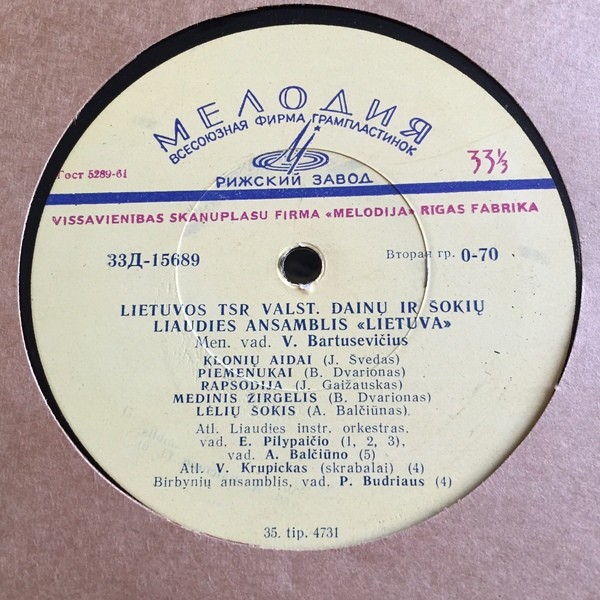 МЕЛОДИЯ
ВСЕСОЮЗНАЯ ФИРМА ГРАМПЛАСТИНОК
Гост 5289-61
33⅓
РИЖСКИЙ ЗАВОД
VISSAVIENIBAS SKAŅUPLAŠU FIRMA «MELODIJA» RIGAS FABRIKA
33Д-15689
Вторая гр. 0-70
LIETUVOS TSR VALST. DAINŲ IR ŠOKIŲ
LIAUDIES ANSAMBLIS «LIETUVA»
Men. vad. V. Bartusevičius
KLONIŲ AIDAI (J. Švedas)
PIEMENUKAI (B. Dvarionas)
RAPSODIJA (J. Gaižauskas)
MEDINIS ŽIRGELIS (B. Dvarionas)
LĖLIŲ ŠOKIS (A. Balčiūnas)
Atl. Liaudies instr. orkestras,
vad. E. Pilypaičio (1, 2, 3),
vad. A. Balčiūno (5)
Atl. V. Krupickas (skrabalai) (4)
Birbynių ansamblis, vad. P. Budriaus (4)
35. tip. 4731